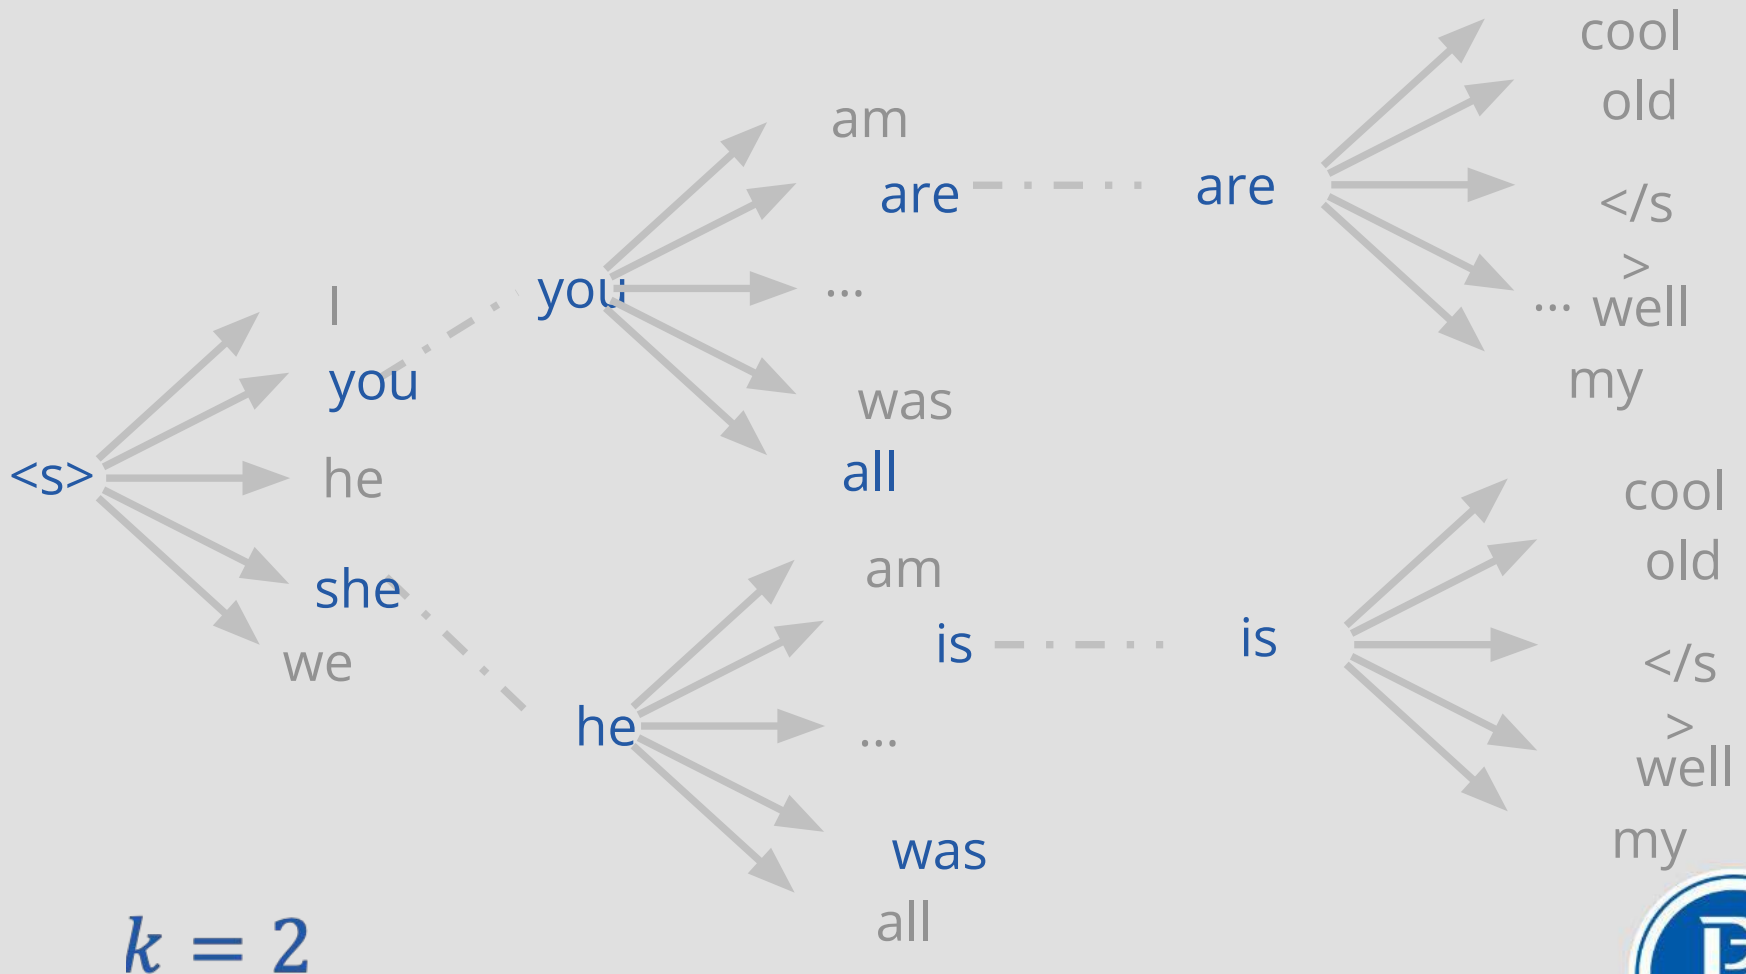 <s>
I
you
he
she
we
you
he
am
are
...
was
all
am
is
...
was
all
are
is
cool
old
</s
>
... well
my
cool
old
</s
>
well
my
k = 2